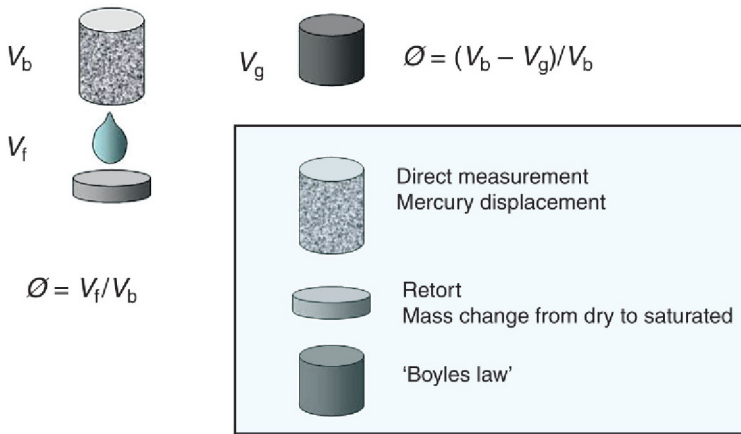 V_b
V_g
Ø = (V_b – V_g)/V_b
V_f
Ø = V_f/V_b
Direct measurement
Mercury displacement
Retort
Mass change from dry to saturated
‘Boyles law’